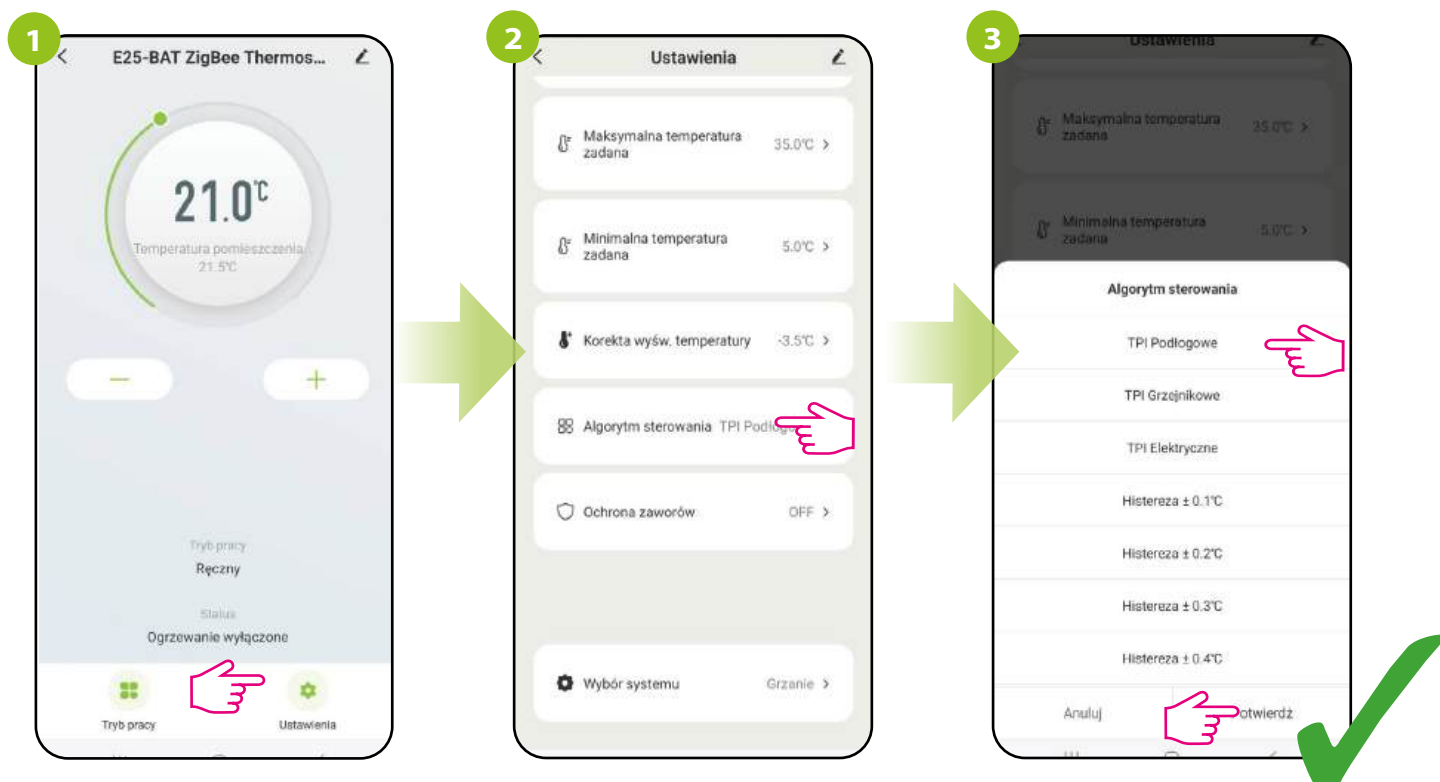 1
E25-BAT ZigBee Thermos...
21.0℃
Temperatura pomieszczenia
21.5℃
−
+
Tryb pracy
Ręczny
Status
Ogrzewanie wyłączone
Tryb pracy
Ustawienia
2
Ustawienia
Maksymalna temperatura
zadana
35.0℃
Minimalna temperatura
zadana
5.0℃
Korekta wyśw. temperatury
-3.5℃
Algorytm sterowania TPI
Ochrona zaworów
OFF
Wybór systemu
Grzanie
3
Ustawienia
Maksymalna temperatura
zadana
35.0℃
Minimalna temperatura
zadana
5.0℃
Algorytm sterowania
TPI Podłogowe
TPI Grzejnikowe
TPI Elektryczne
Histereza ± 0.1℃
Histereza ± 0.2℃
Histereza ± 0.3℃
Histereza ± 0.4℃
Anuluj
otwierdź